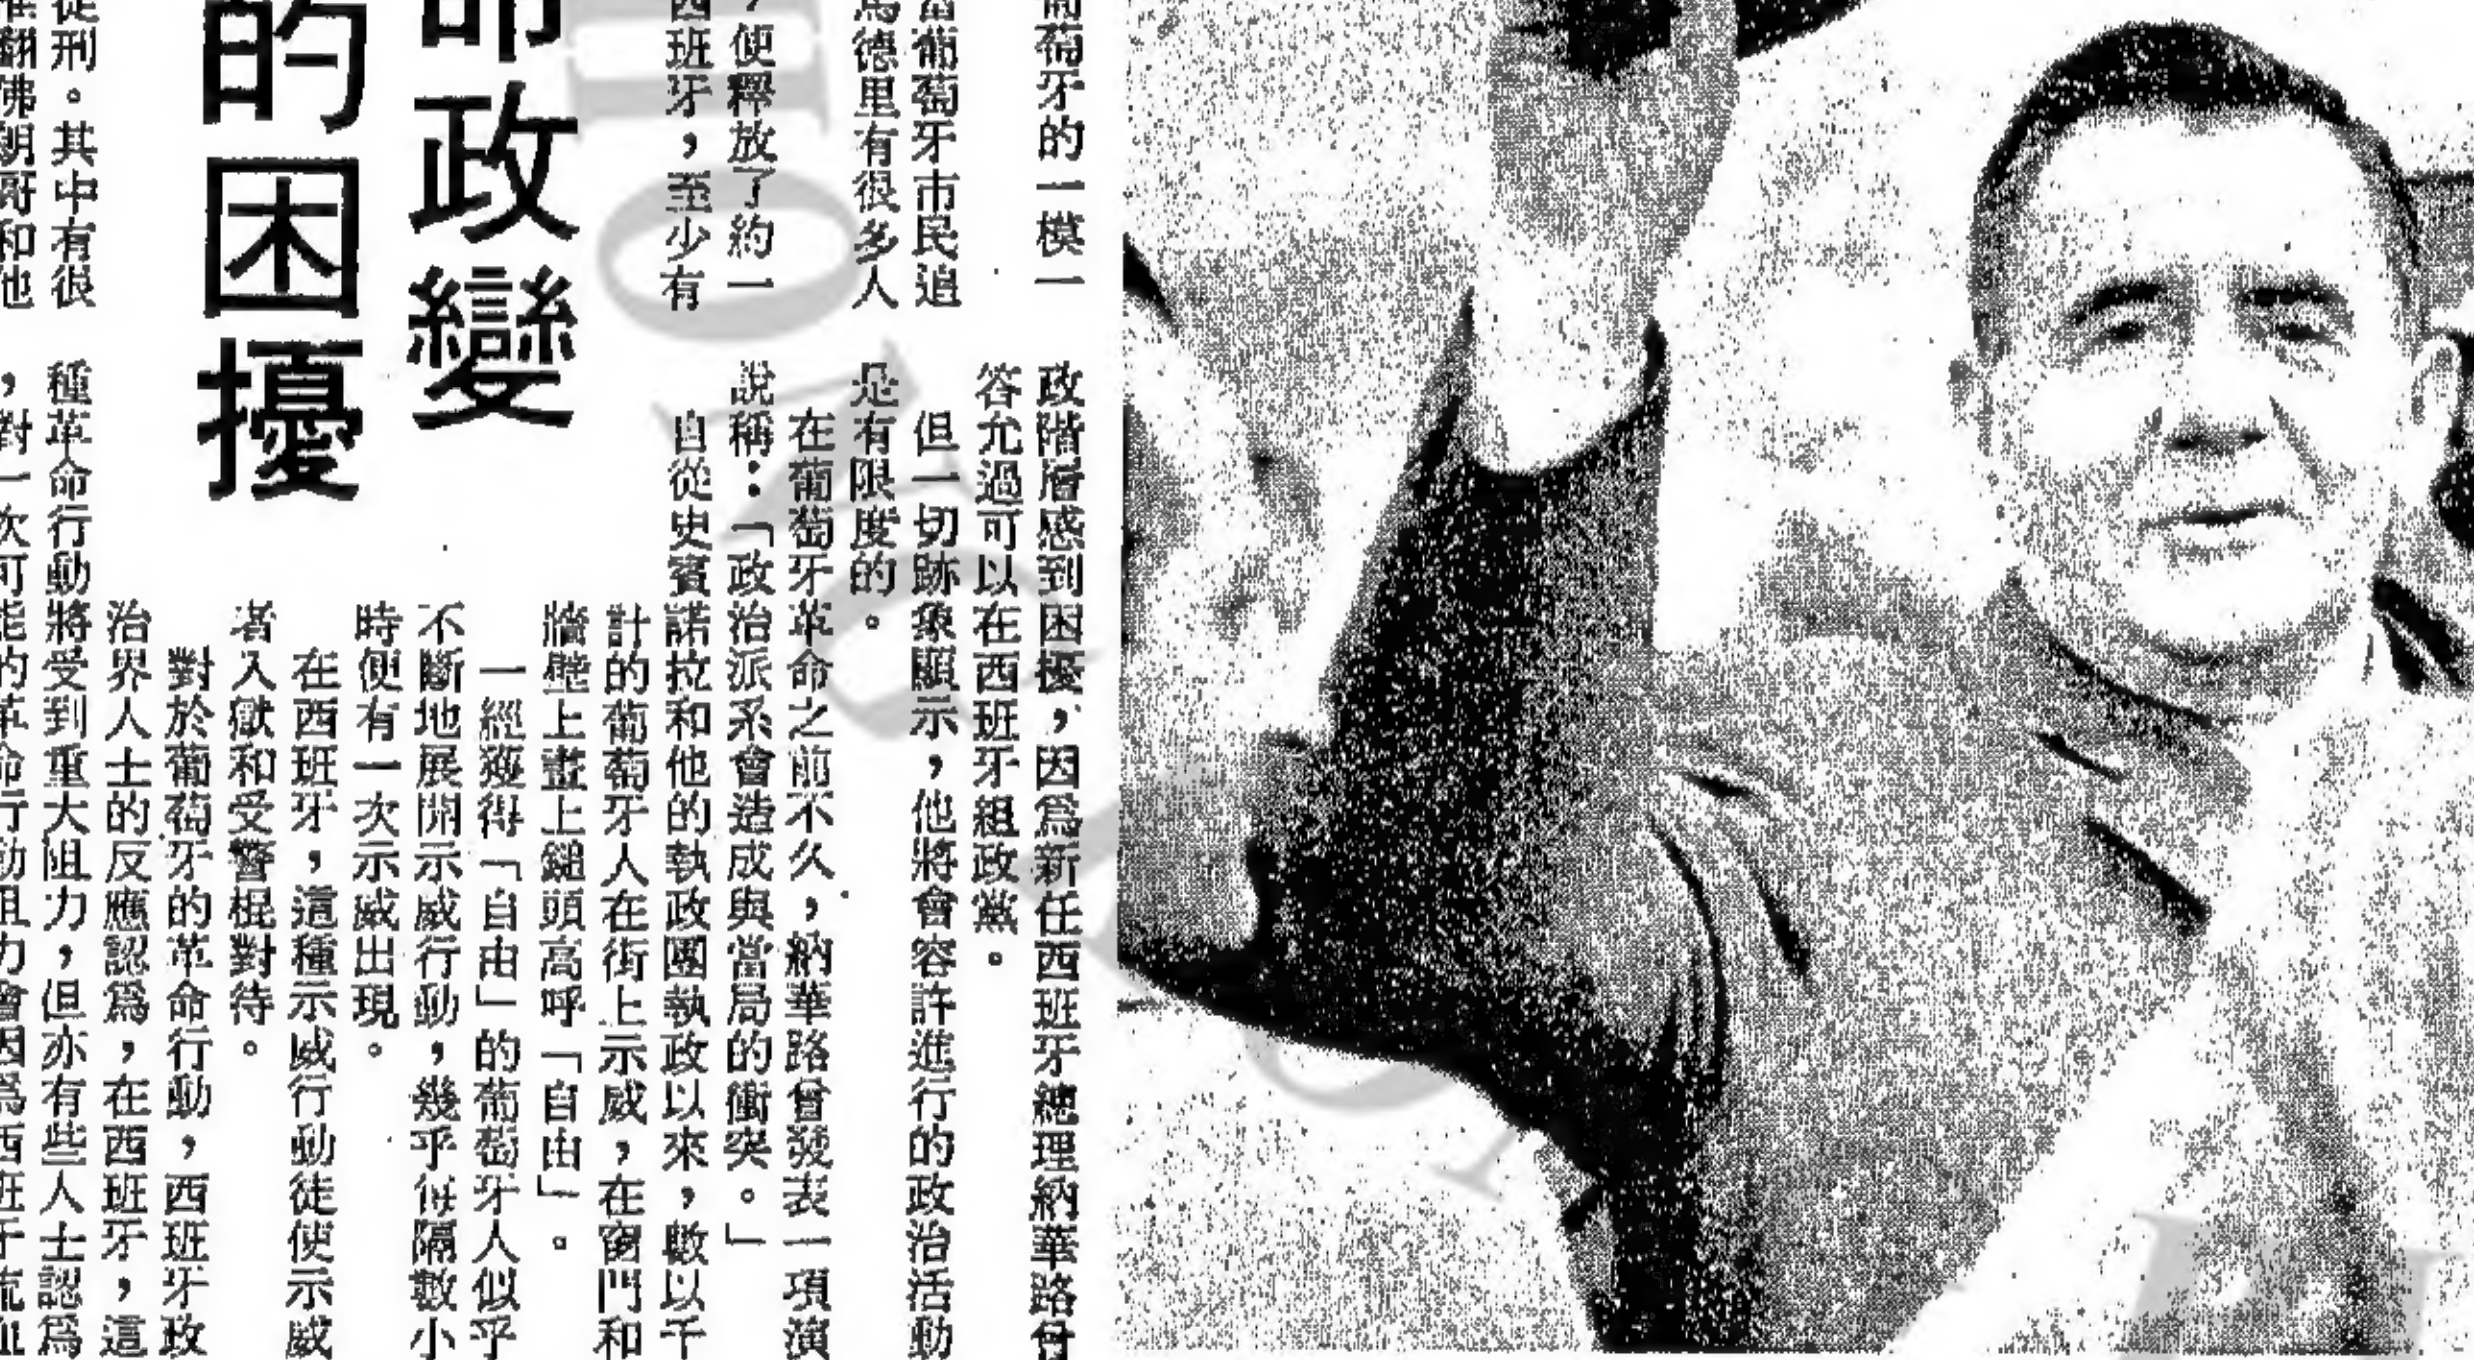 葡萄牙的一模一
當葡萄牙市民追
馬德里有很多人
，便釋放了約一
西班牙，至少有
命政變
的困擾
徒刑。其中有很
推翻佛朗哥和他
政階層感到困擾，因爲新任西班牙總理納華路曾
答允過可以在西班牙組政黨。
但一切跡象顯示，他將會容許進行的政治活動
是有限度的。
在葡萄牙革命之前不久，納華路曾發表一項演
說稱：「政治派系會造成與當局的衝突。」
自從史賓諾拉和他的執政團執政以來，數以千
計的葡萄牙人在街上示威，在窗門和
牆壁上畫上鎚頭高呼「自由」。
一經獲得「自由」的葡萄牙人似乎
不斷地展開示威行動，幾乎每隔數小
時便有一次示威出現。
在西班牙，這種示威行動徒使示威
者入獄和受警棍對待。
對於葡萄牙的革命行動，西班牙政
治界人士的反應認爲，在西班牙，這
種革命行動將受到重大阻力，但亦有些人士認爲
，對一次可能的革命行動阻力會因爲西班牙流血